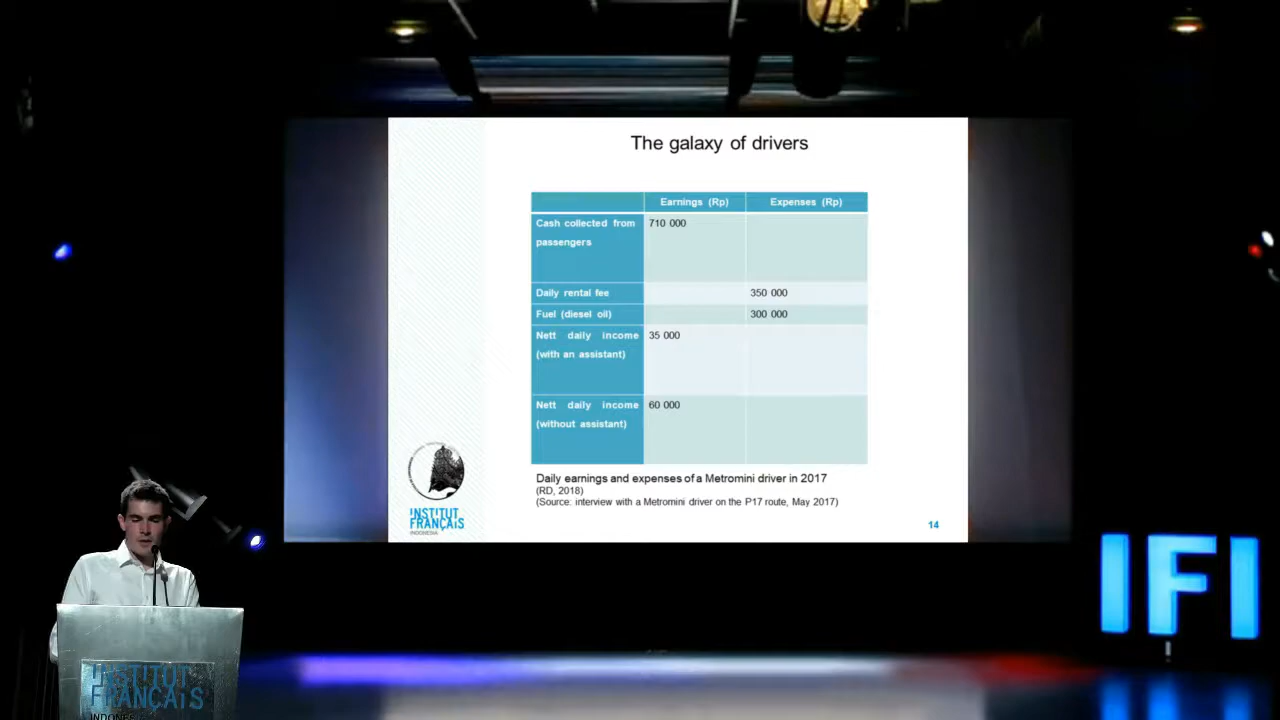 The galaxy of drivers
Earnings (Rp) Expenses (Rp)
Cash collected from passengers 710 000
Daily rental fee 350 000
Fuel (diesel oil) 300 000
Nett daily income (with an assistant) 35 000
Nett daily income (without assistant) 60 000
Daily earnings and expenses of a Metromini driver in 2017
(RD, 2018)
(Source: interview with a Metromini driver on the P17 route, May 2017)
INSTITUT
FRANÇAIS
INDONESIA
14
IFI
INSTITUT
FRANÇAIS